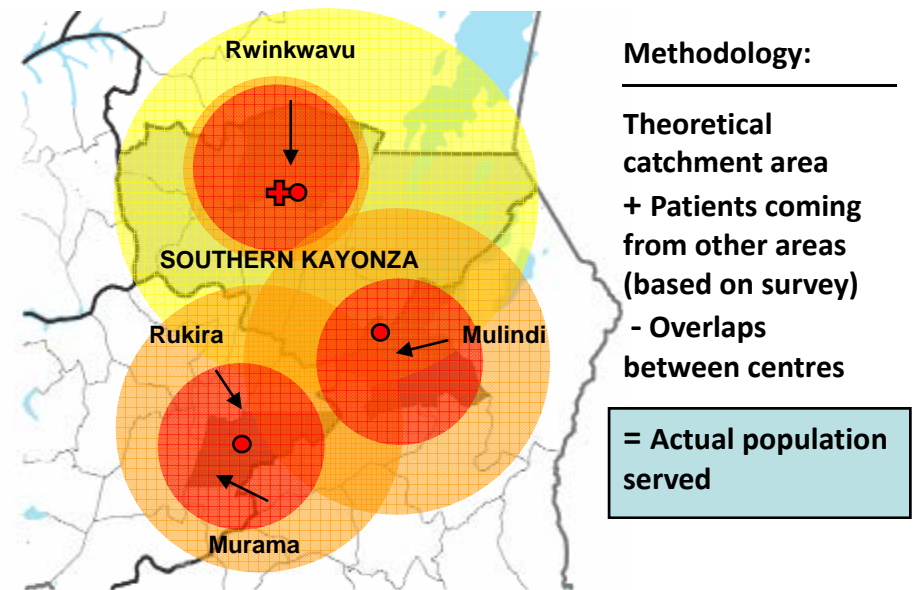 Rwinkwavu
SOUTHERN KAYONZA
Rukira
Mulindi
Murama
Methodology:
Theoretical
catchment area
+ Patients coming
from other areas
(based on survey)
- Overlaps
between centres
= Actual population
served